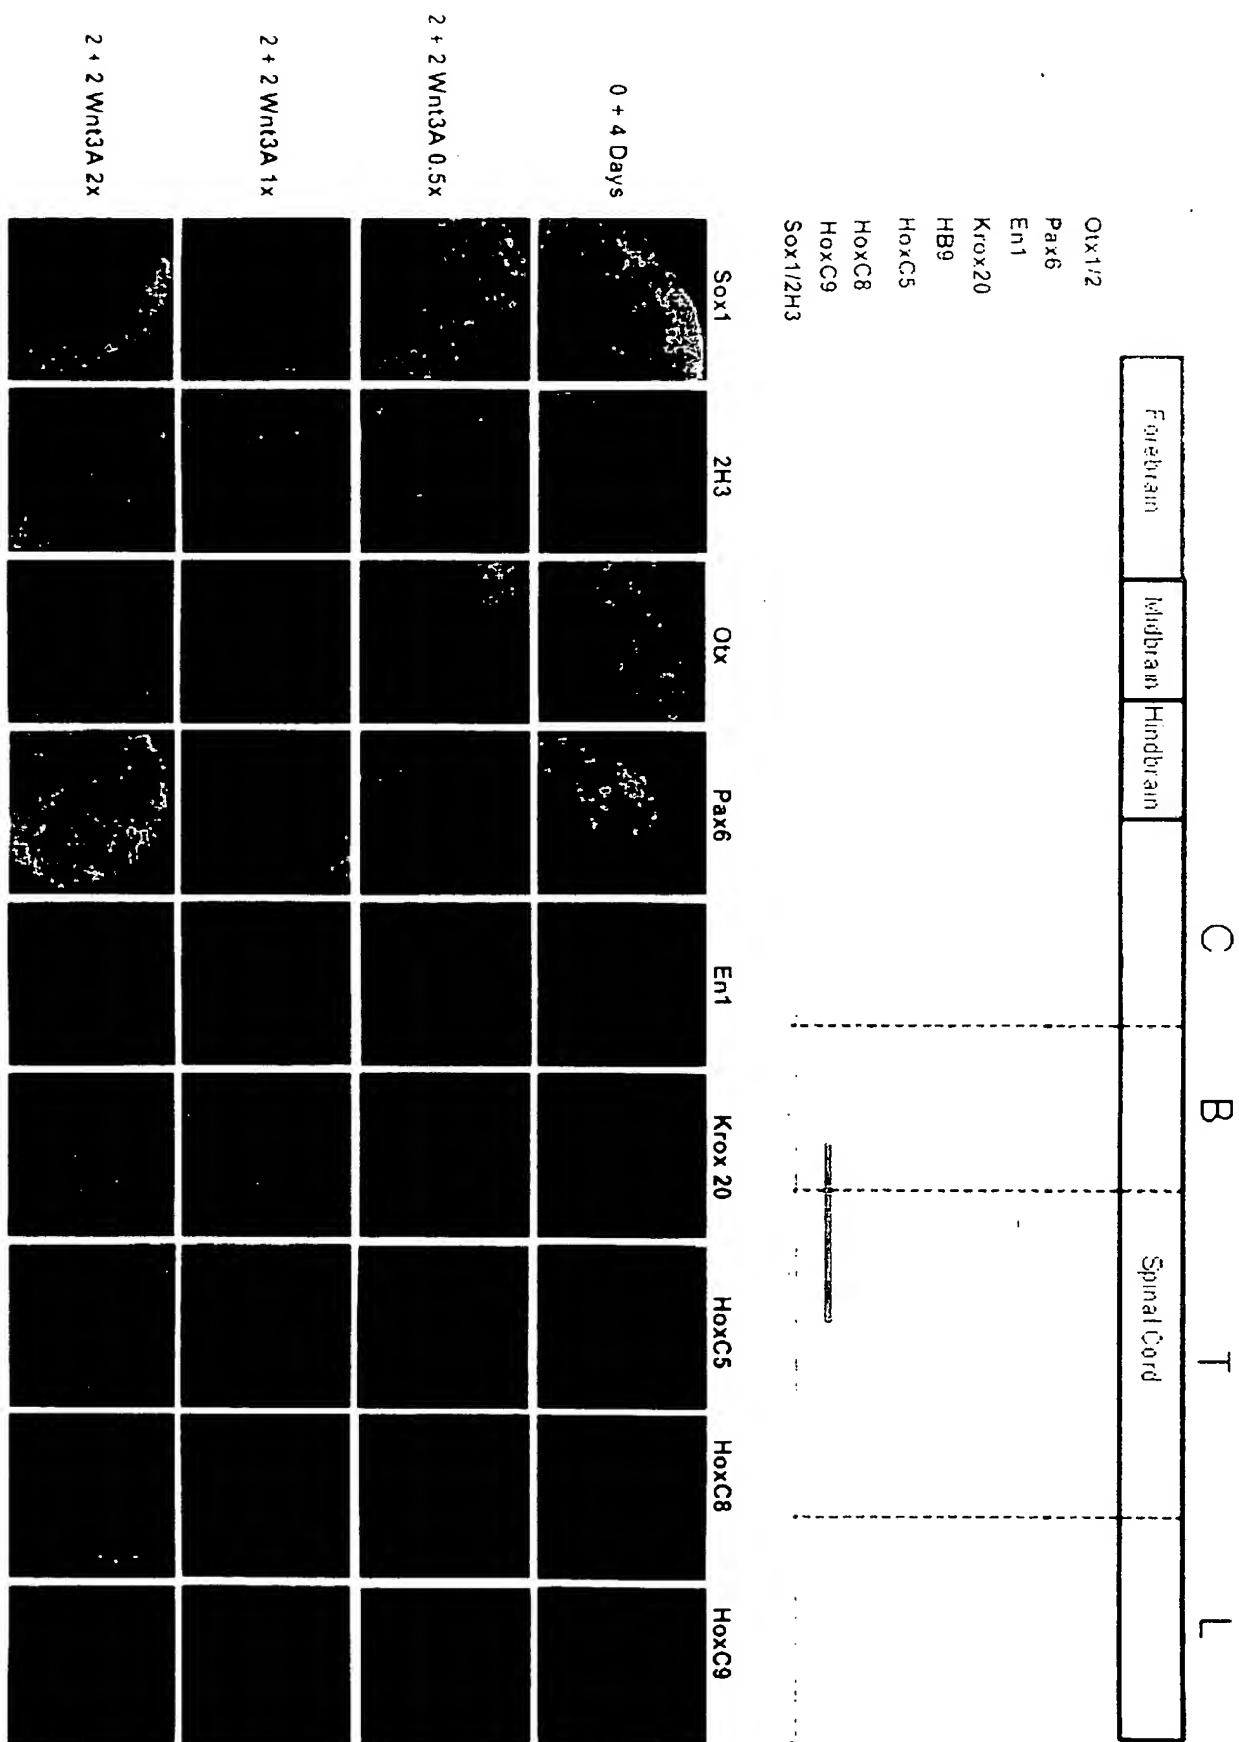 C B T L
Forebrain Midbrain Hindbrain Spinal Cord
Otx1/2
Pax6
En1
Krox20
HB9
HoxC5
HoxC8
HoxC9
Sox1/2H3
Sox1 2H3 Otx Pax6 En1 Krox 20 HoxC5 HoxC8 HoxC9
0 + 4 Days
2 + 2 Wnt3A 0.5x
2 + 2 Wnt3A 1x
2 + 2 Wnt3A 2x